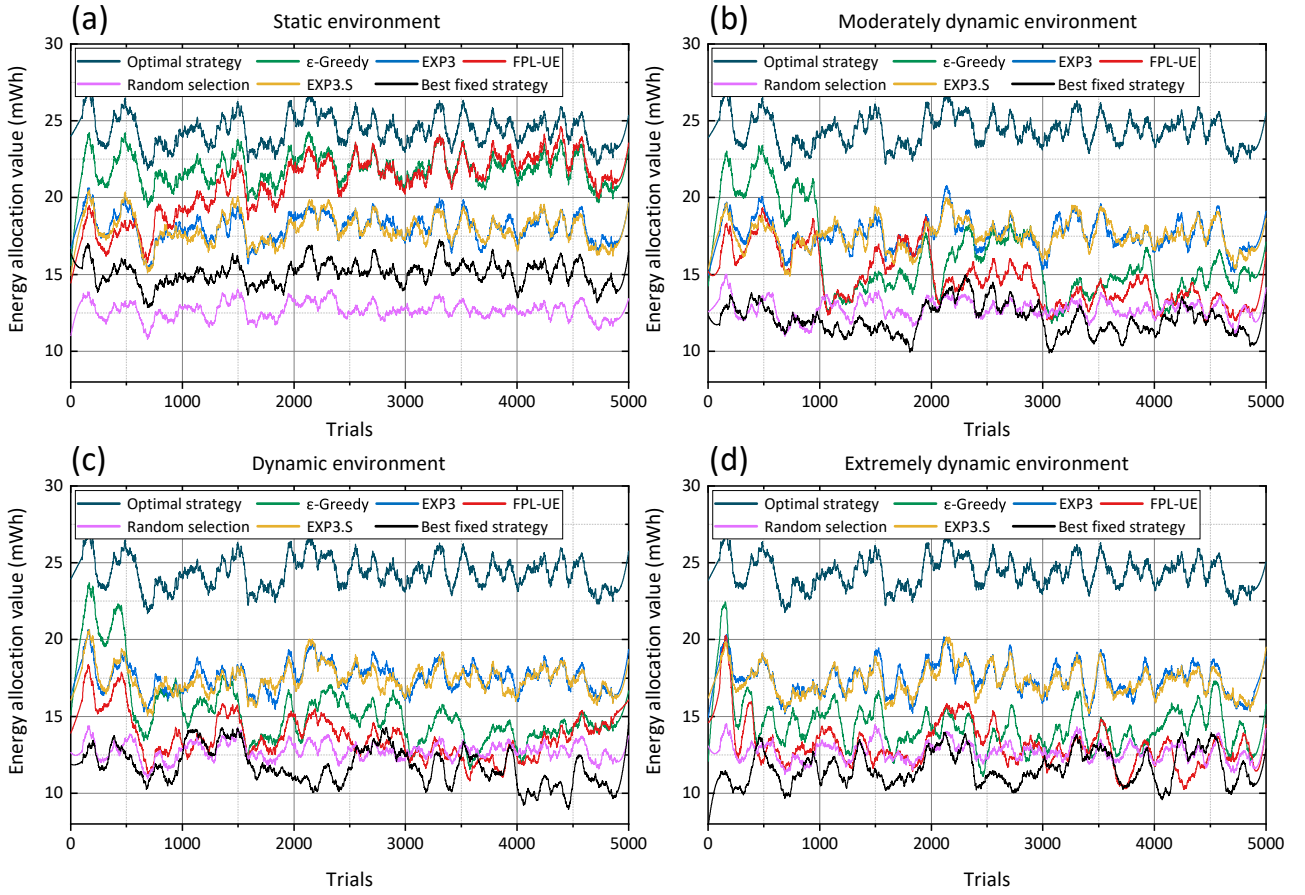 (a) Static environment
Optimal strategy ε-Greedy EXP3 FPL-UE
Random selection EXP3.S Best fixed strategy
Energy allocation value (mWh)
30
25
20
15
10
0 1000 2000 3000 4000 5000
Trials
(b) Moderately dynamic environment
Optimal strategy ε-Greedy EXP3 FPL-UE
Random selection EXP3.S Best fixed strategy
Energy allocation value (mWh)
30
25
20
15
10
0 1000 2000 3000 4000 5000
Trials
(c) Dynamic environment
Optimal strategy ε-Greedy EXP3 FPL-UE
Random selection EXP3.S Best fixed strategy
Energy allocation value (mWh)
30
25
20
15
10
0 1000 2000 3000 4000 5000
Trials
(d) Extremely dynamic environment
Optimal strategy ε-Greedy EXP3 FPL-UE
Random selection EXP3.S Best fixed strategy
Energy allocation value (mWh)
30
25
20
15
10
0 1000 2000 3000 4000 5000
Trials